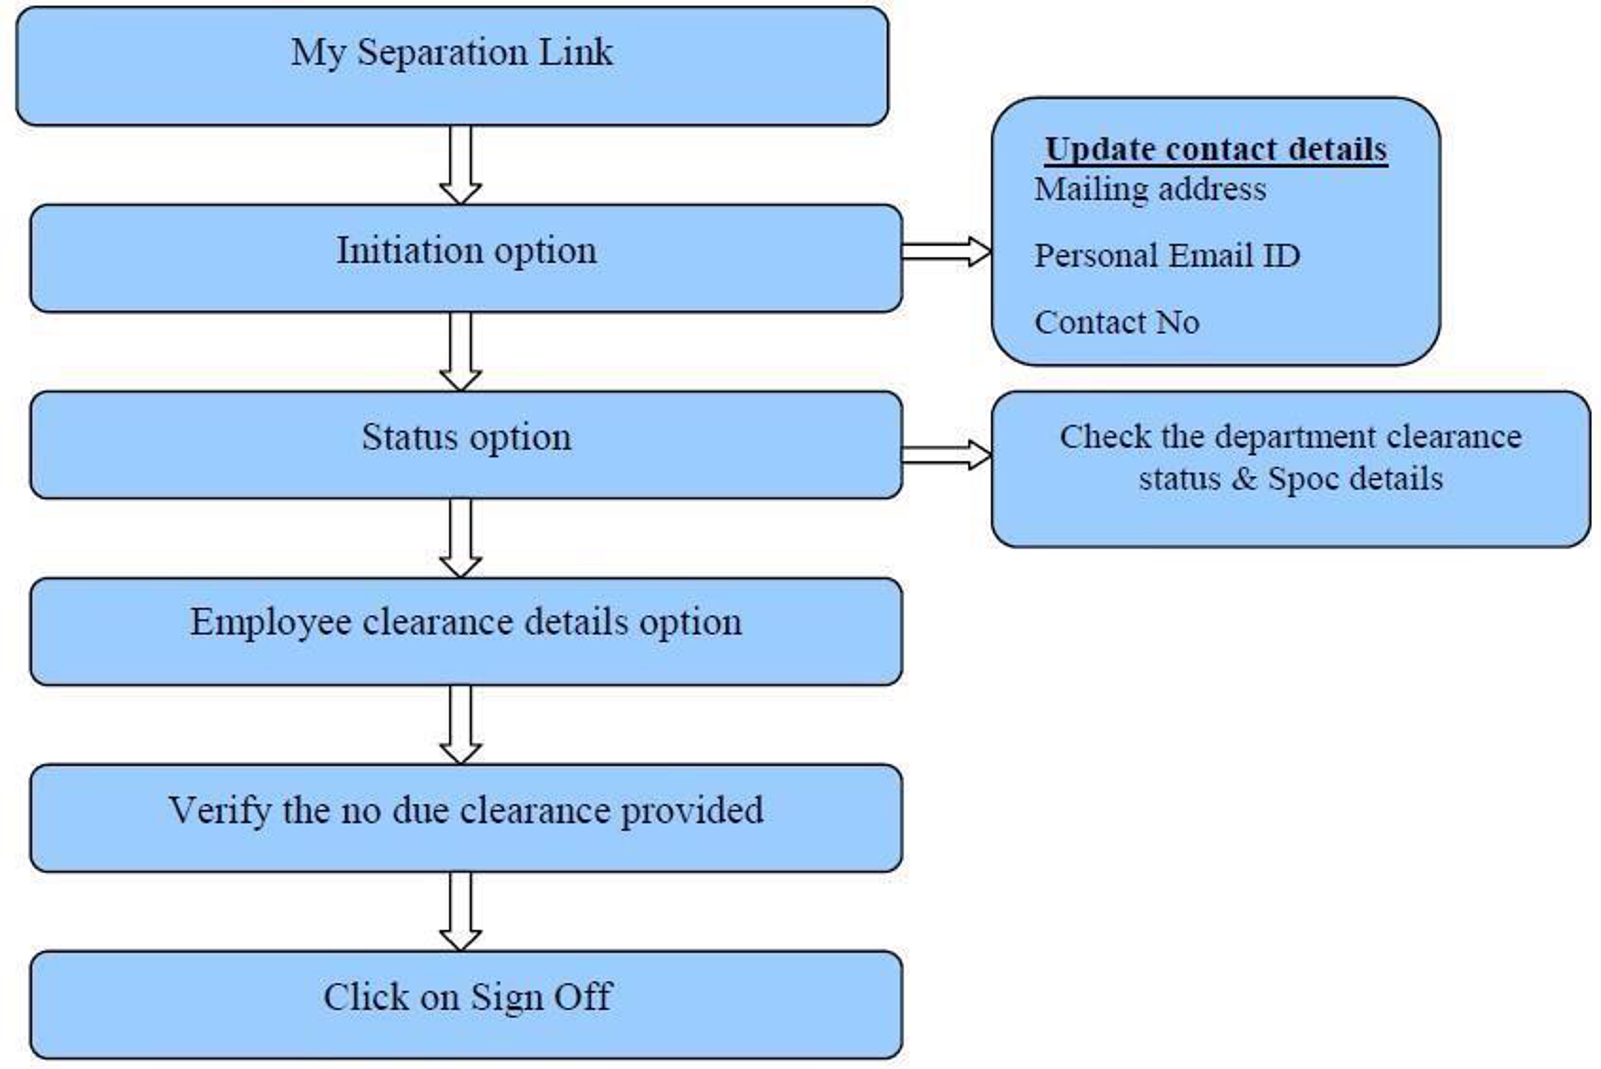 My Separation Link
Initiation option
Update contact details
Mailing address
Personal Email ID
Contact No
Status option
Check the department clearance
status & Spoc details
Employee clearance details option
Verify the no due clearance provided
Click on Sign Off